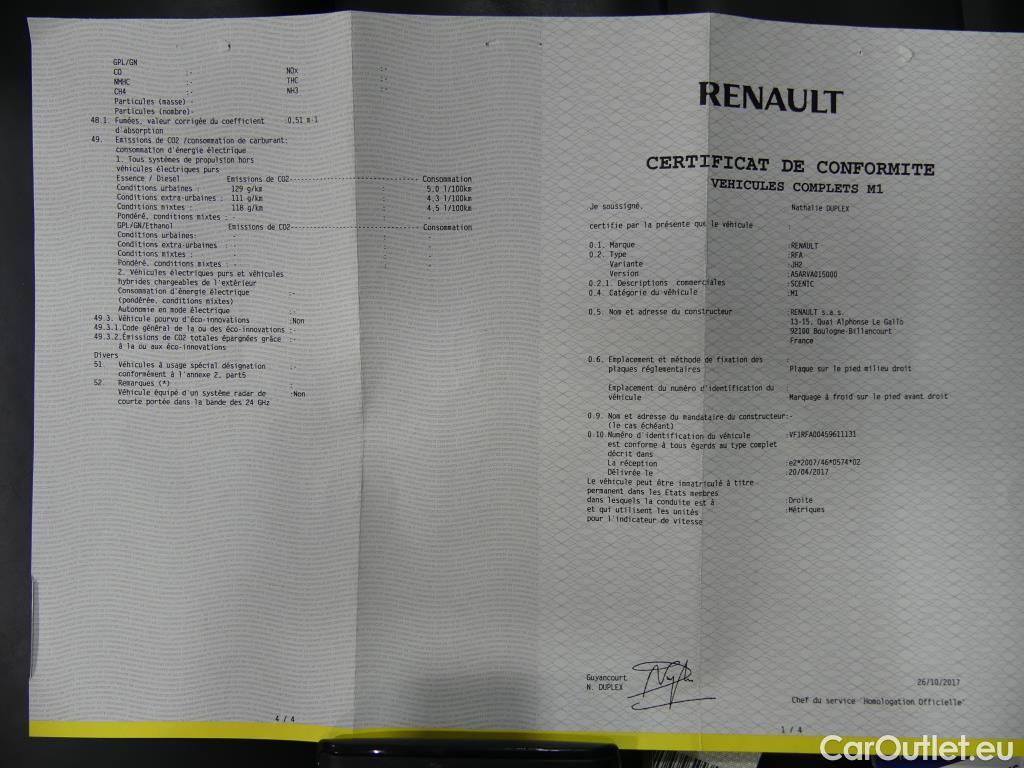 GPL/GN
CO :- NOx :-
NMHC :- THC :-
CH4 :- NH3 :-
Particules (masse) -
Particules (nombre)-
48.1. Fumées, valeur corrigée du coefficient :0,51 m-1
d'absorption
49. Emissions de CO2 /consommation de carburant:
consommation d'énergie électrique
1. Tous systèmes de propulsion hors
véhicules électriques purs
Essence / Diesel Emissions de CO2 Consommation
Conditions urbaines : 129 g/km : 5,0 l/100km
Conditions extra-urbaines : 111 g/km : 4,3 l/100km
Conditions mixtes : 118 g/km : 4,5 l/100km
Pondéré, conditions mixtes : - : -
GPL/GN/Ethanol Emissions de CO2 Consommation
Conditions urbaines: - : -
Conditions extra-urbaines : - : -
Conditions mixtes : - : -
Pondéré, conditions mixtes : - : -
2. Véhicules électriques purs et véhicules
hybrides chargeables de l'extérieur
Consommation d'énergie électrique :-
(pondérée, conditions mixtes)
Autonomie en mode électrique :-
49.3. Véhicule pourvu d'éco-innovations :Non
49.3.1.Code général de la ou des éco-innovations :-
49.3.2.Emissions de CO2 totales épargnées grâce :-
à la ou aux éco-innovations
Divers
51. Véhicules à usage spécial désignation :-
conformément à l'annexe 2, part5
52. Remarques (*) :
Véhicule équipé d'un système radar de :Non
courte portée dans la bande des 24 GHz
4 / 4
RENAULT
CERTIFICAT DE CONFORMITE
VEHICULES COMPLETS M1
Je soussigné, Nathalie DUPLEX
certifie par la présente que le véhicule :
0.1. Marque :RENAULT
0.2. Type :RFA
Variante :JH2
Version :A5ARVA015000
0.2.1. Descriptions commerciales :SCENIC
0.4. Catégorie du véhicule :M1
0.5. Nom et adresse du constructeur :RENAULT s.a.s.
13-15, Quai Alphonse Le Gallo
92100 Boulogne-Billancourt
France
0.6. Emplacement et méthode de fixation des :
plaques réglementaires Plaque sur le pied milieu droit
Emplacement du numéro d'identification du :
véhicule Marquage à froid sur le pied avant droit
0.9. Nom et adresse du mandataire du constructeur:-
(le cas échéant)
0.10.Numéro d'identification du véhicule :VF1RFA00459611131
est conforme à tous égards au type complet
décrit dans
La réception :e2*2007/46*0574*02
Délivrée le :20/04/2017
Le véhicule peut être immatriculé à titre
permanent dans les Etats membres
dans lesquels la conduite est à :Droite
et qui utilisent les unités :Métriques
pour l'indicateur de vitesse
Guyancourt
N. DUPLEX
26/10/2017
Chef du service "Homologation Officielle"
1 / 4
CarOutlet.eu